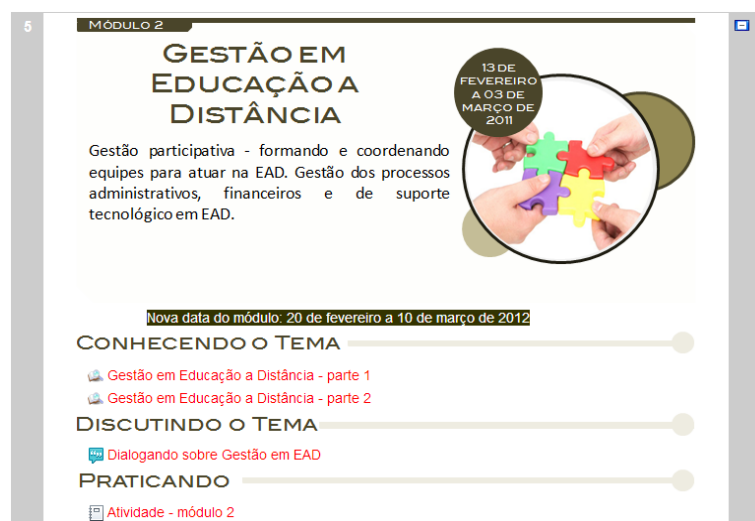 5
MÓDULO 2
GESTÃO EM
EDUCAÇÃO A
DISTÂNCIA
13 DE
FEVEREIRO
A 03 DE
MARÇO DE
2011
Gestão participativa - formando e coordenando
equipes para atuar na EAD. Gestão dos processos
administrativos, financeiros e de suporte
tecnológico em EAD.
Nova data do módulo: 20 de fevereiro a 10 de março de 2012
CONHECENDO O TEMA
Gestão em Educação a Distância - parte 1
Gestão em Educação a Distância - parte 2
DISCUTINDO O TEMA
Dialogando sobre Gestão em EAD
PRATICANDO
Atividade - módulo 2